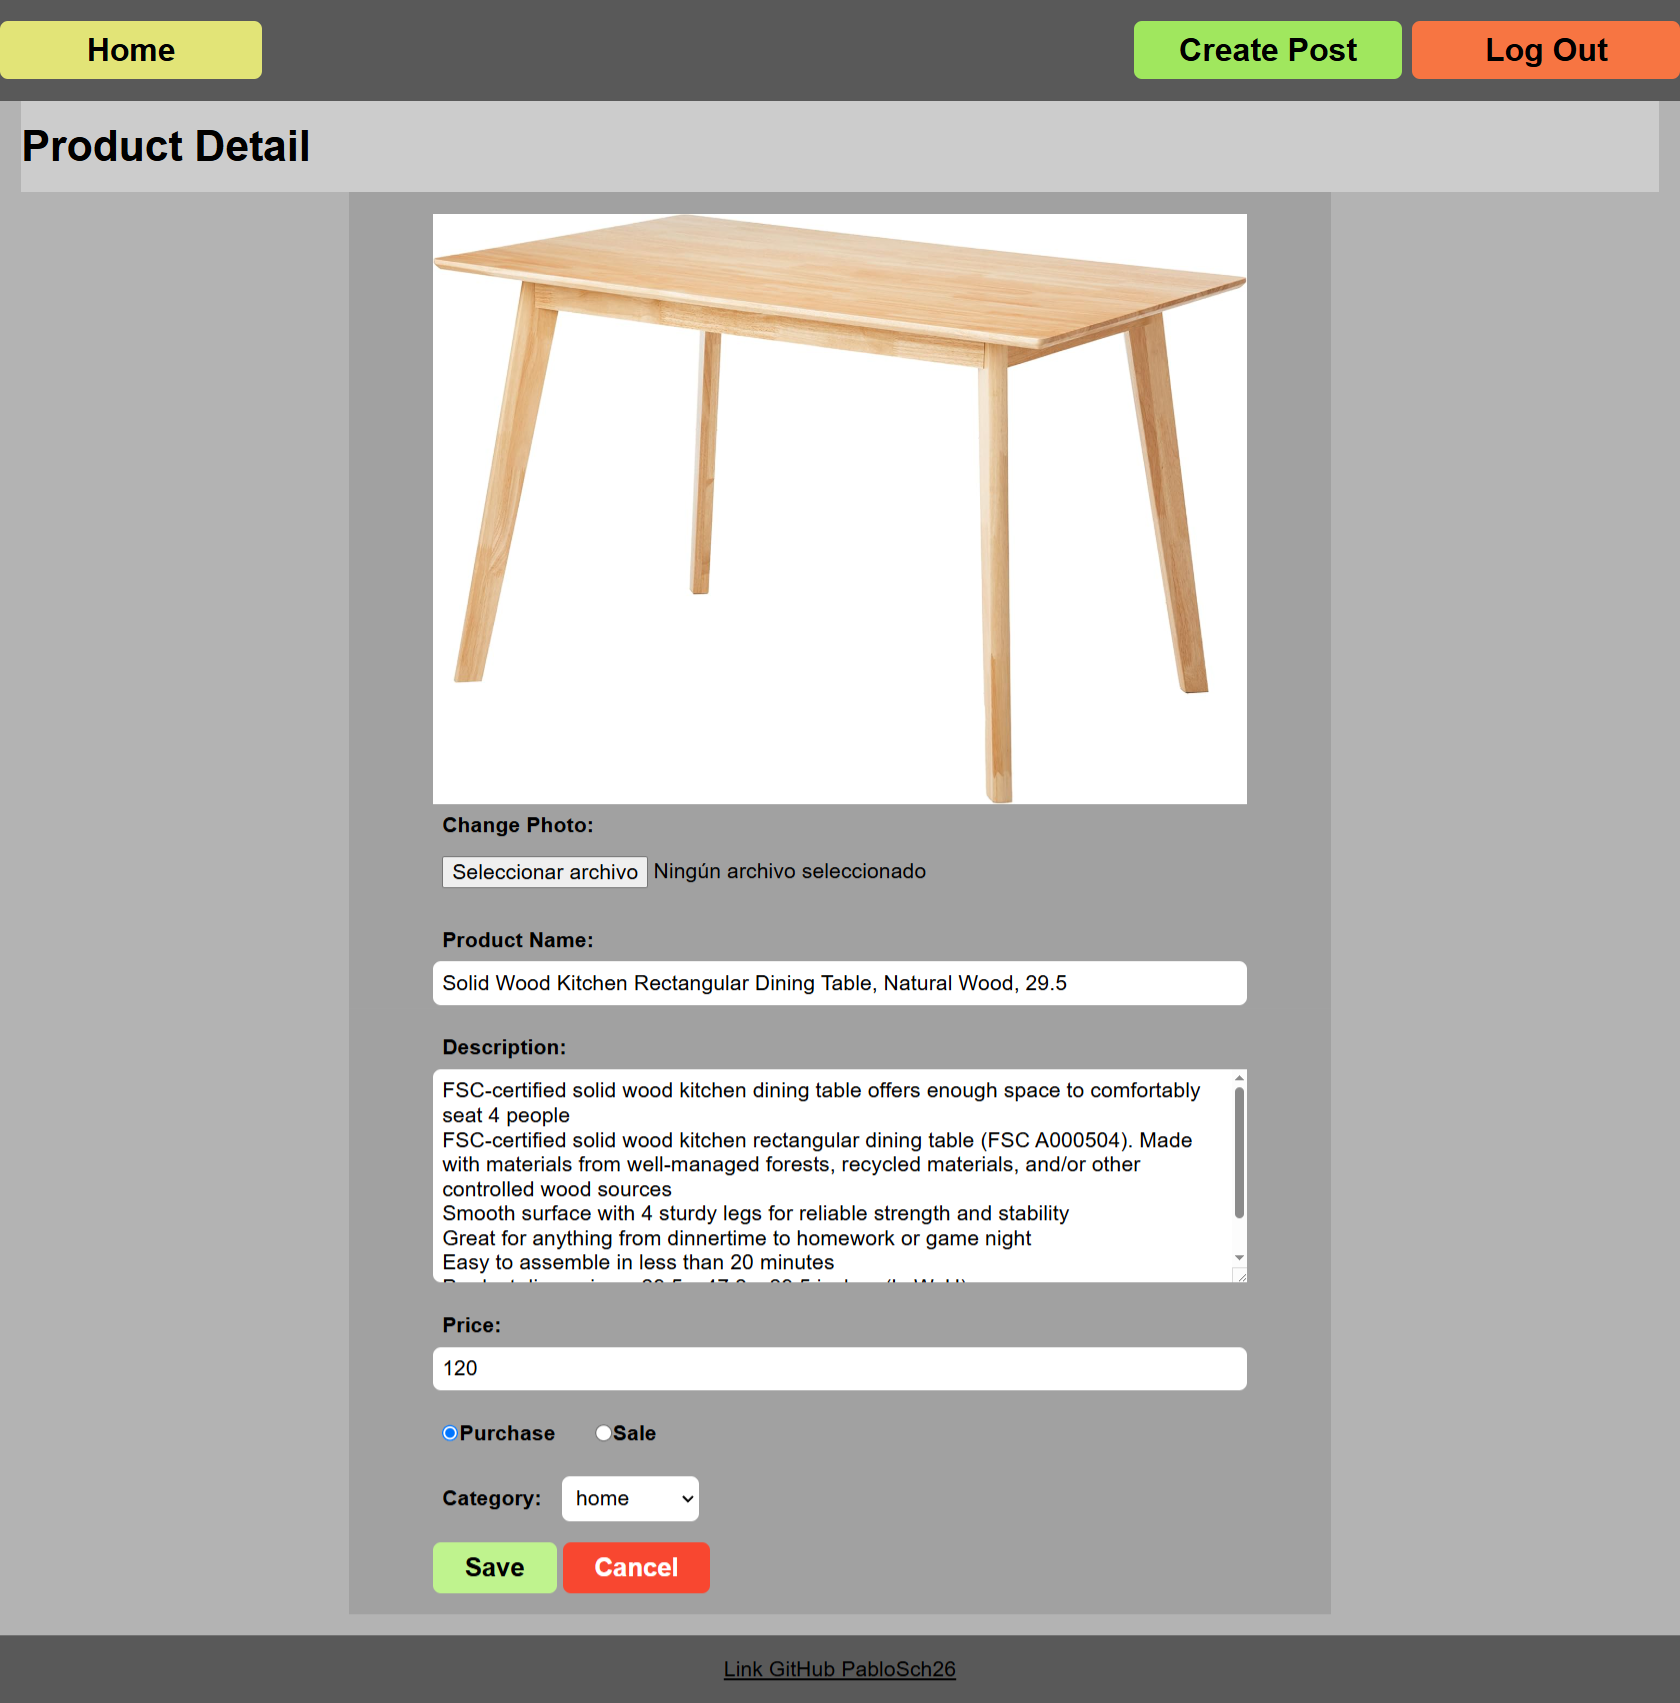 Home
Create Post
Log Out
Product Detail
Change Photo:
Seleccionar archivo Ningún archivo seleccionado
Product Name:
Solid Wood Kitchen Rectangular Dining Table, Natural Wood, 29.5
Description:
FSC-certified solid wood kitchen dining table offers enough space to comfortably
seat 4 people
FSC-certified solid wood kitchen rectangular dining table (FSC A000504). Made
with materials from well-managed forests, recycled materials, and/or other
controlled wood sources
Smooth surface with 4 sturdy legs for reliable strength and stability
Great for anything from dinnertime to homework or game night
Easy to assemble in less than 20 minutes
Price:
120
Purchase Sale
Category: home
Save Cancel
Link GitHub PabloSch26